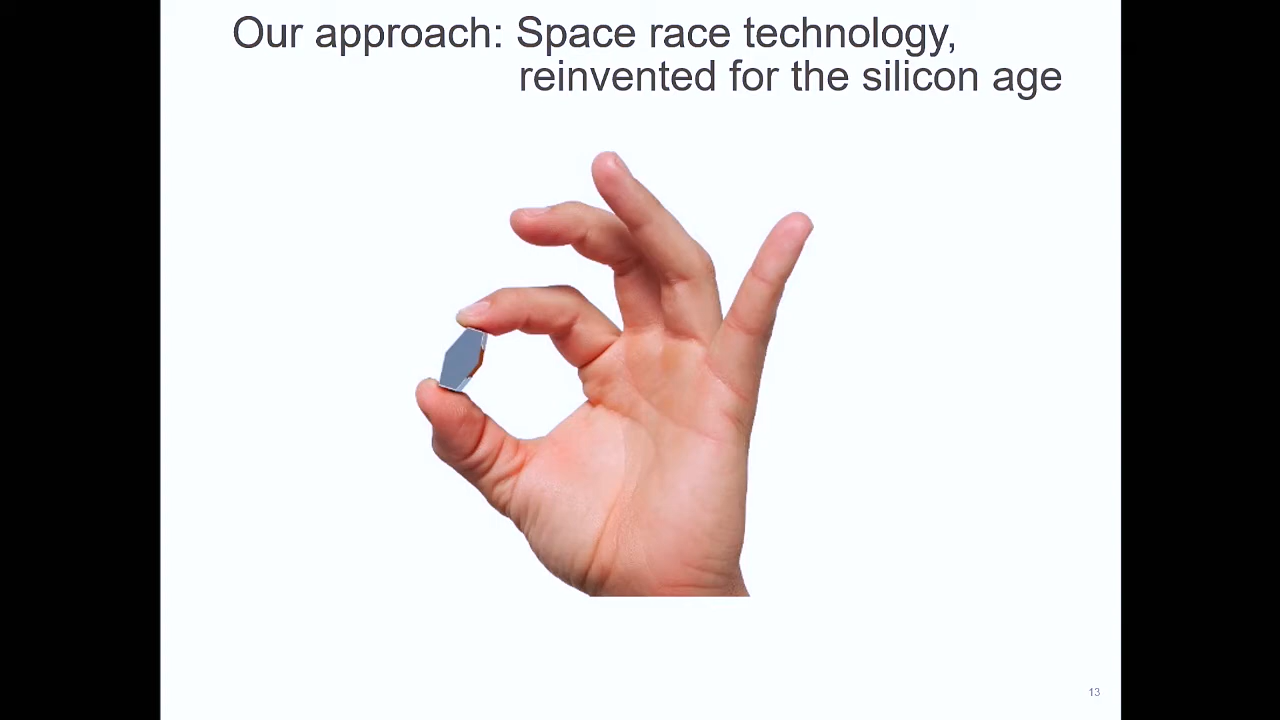 Our approach: Space race technology,
reinvented for the silicon age
13